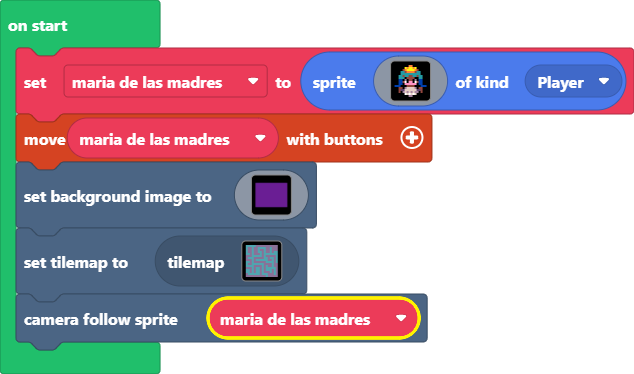 on start
set maria de las madres to sprite of kind Player
move maria de las madres with buttons
set background image to
set tilemap to tilemap
camera follow sprite maria de las madres